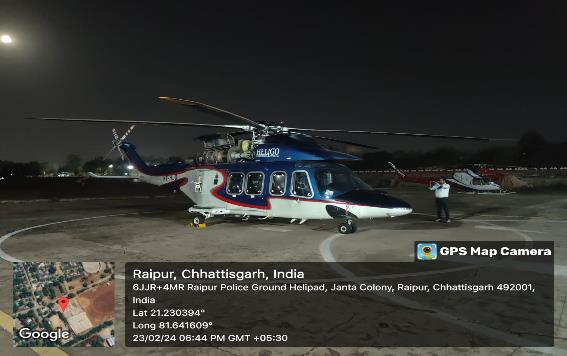 HELIGO
GPS Map Camera
Raipur, Chhattisgarh, India
6JJR+4MR Raipur Police Ground Helipad, Janta Colony, Raipur, Chhattisgarh 492001,
India
Lat 21.230394°
Long 81.641609°
23/02/24 06:44 PM GMT +05:30
Google